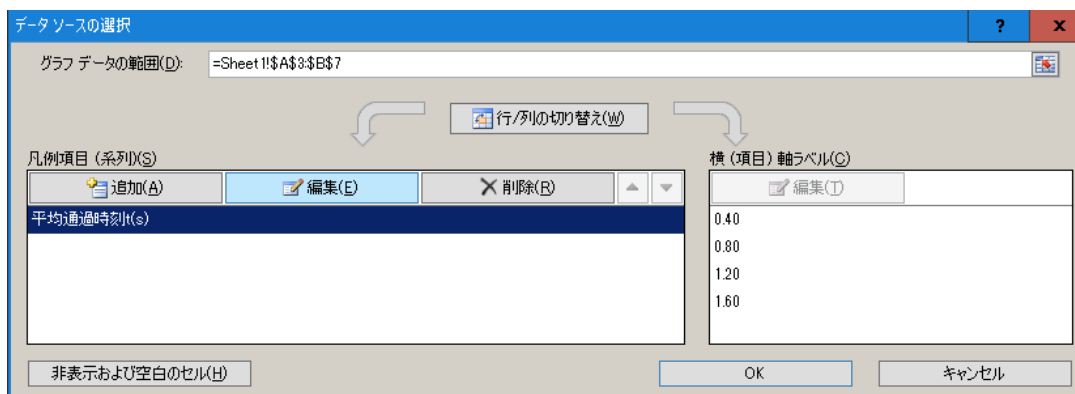 データ ソースの選択 ? x
グラフ データの範囲(D): =Sheet1!$A$3:$B$7
行/列の切り替え(W)
凡例項目 (系列)(S) 横 (項目) 軸ラベル(C)
追加(A) 編集(E) 削除(R) 編集(T)
平均通過時刻t(s) 0.40
0.80
1.20
1.60
非表示および空白のセル(H) OK キャンセル